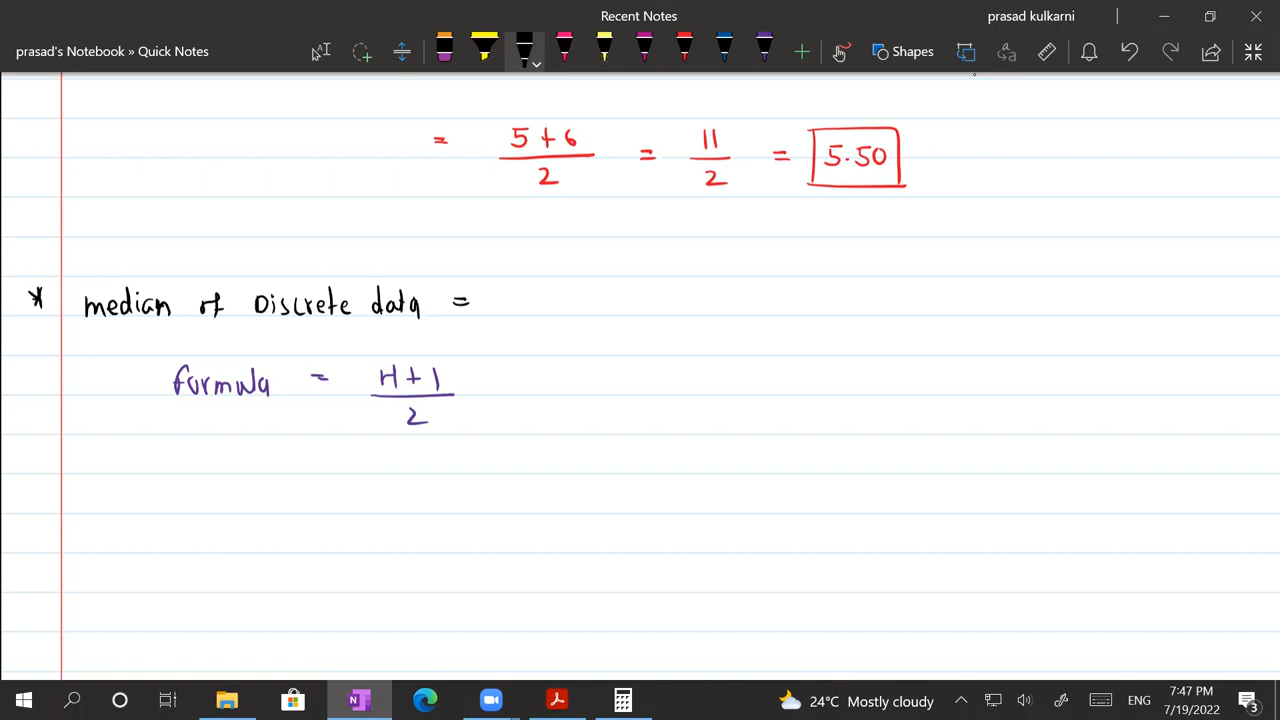 Recent Notes
prasad kulkarni
prasad's Notebook » Quick Notes
Shapes
= 5+6/2 = 11/2 = 5.50
* median of Discrete data =
formula = N+1/2
24°C Mostly cloudy
ENG
7:47 PM
7/19/2022
3